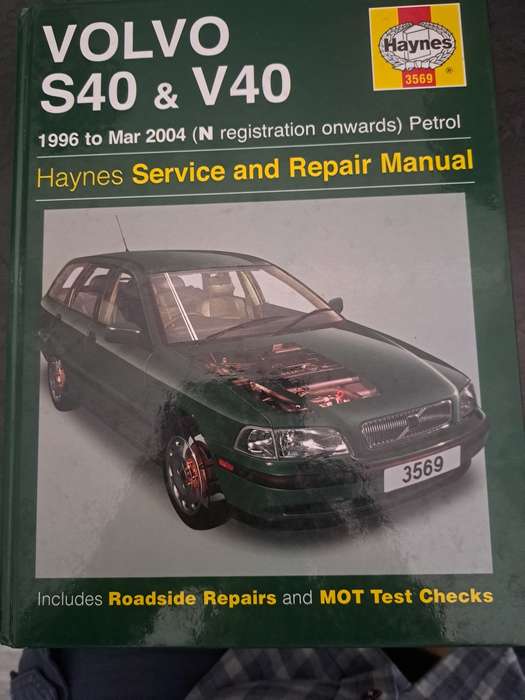 VOLVO
S40 & V40
Haynes
3569
®
1996 to Mar 2004 (N registration onwards) Petrol
Haynes Service and Repair Manual
3569
Includes Roadside Repairs and MOT Test Checks